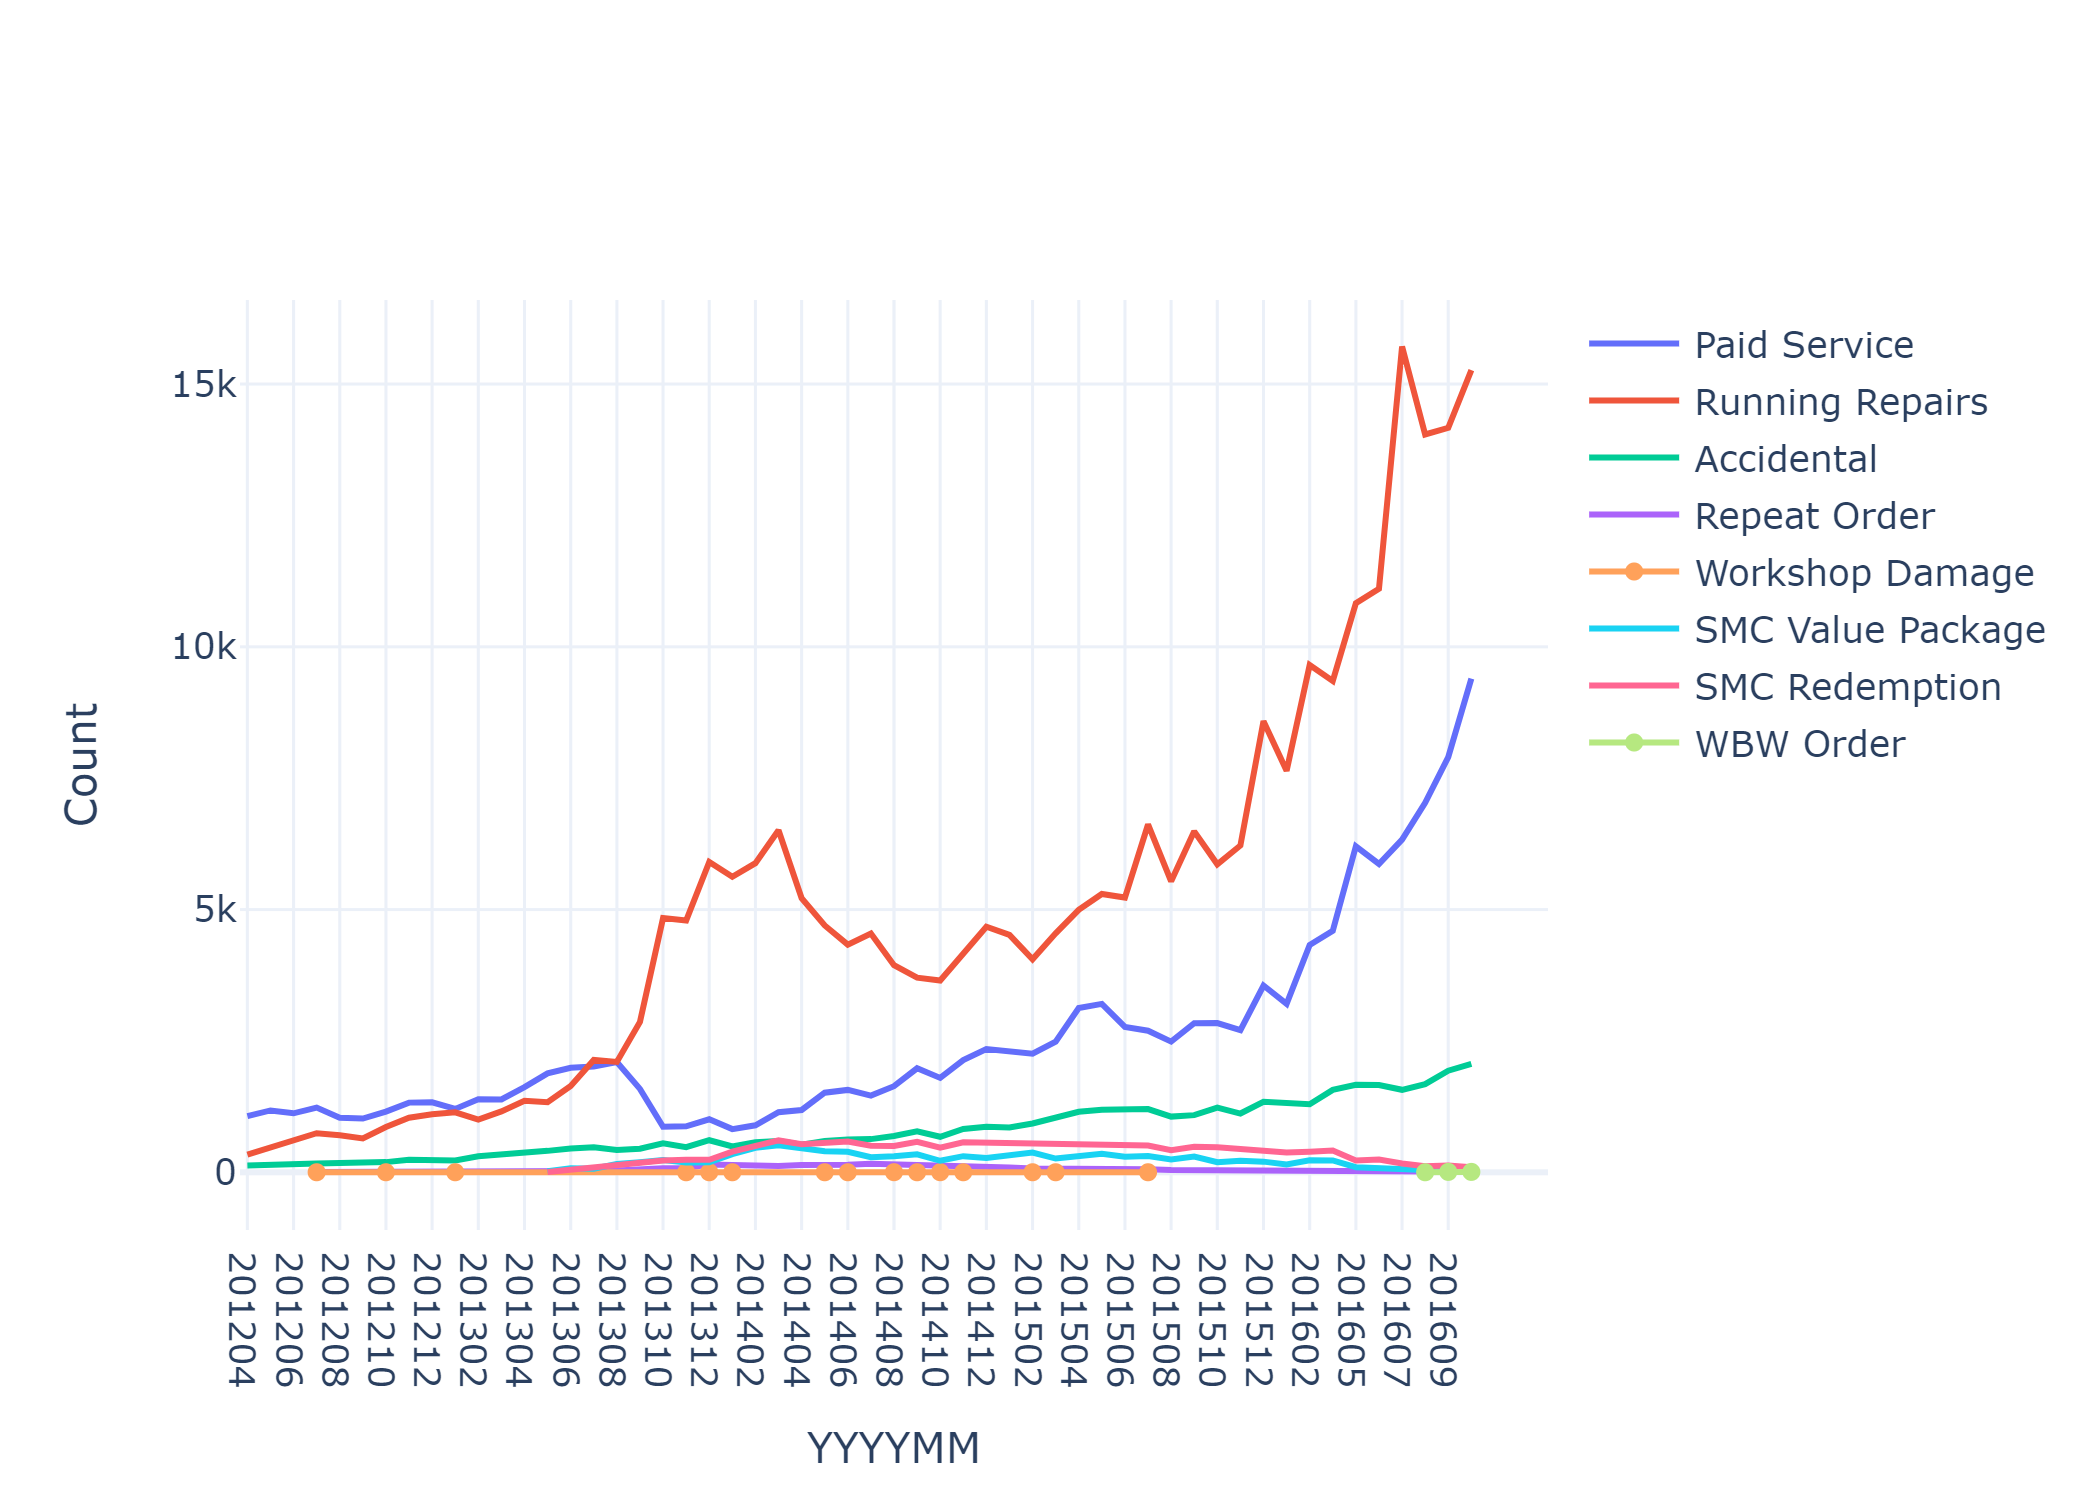 15k
10k
5k
0
Count
201204
201206
201208
201210
201212
201302
201304
201306
201308
201310
201312
201402
201404
201406
201408
201410
201412
201502
201504
201506
201508
201510
201512
201602
201605
201607
201609
YYYYMM
Paid Service
Running Repairs
Accidental
Repeat Order
Workshop Damage
SMC Value Package
SMC Redemption
WBW Order